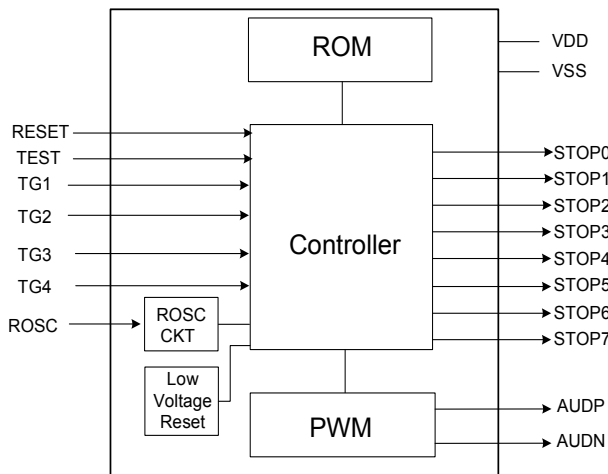 ROM
VDD
VSS
RESET
TEST
TG1
TG2
TG3
TG4
ROSC
ROSC
CKT
Low
Voltage
Reset
Controller
PWM
STOP0
STOP1
STOP2
STOP3
STOP4
STOP5
STOP6
STOP7
AUDP
AUDN